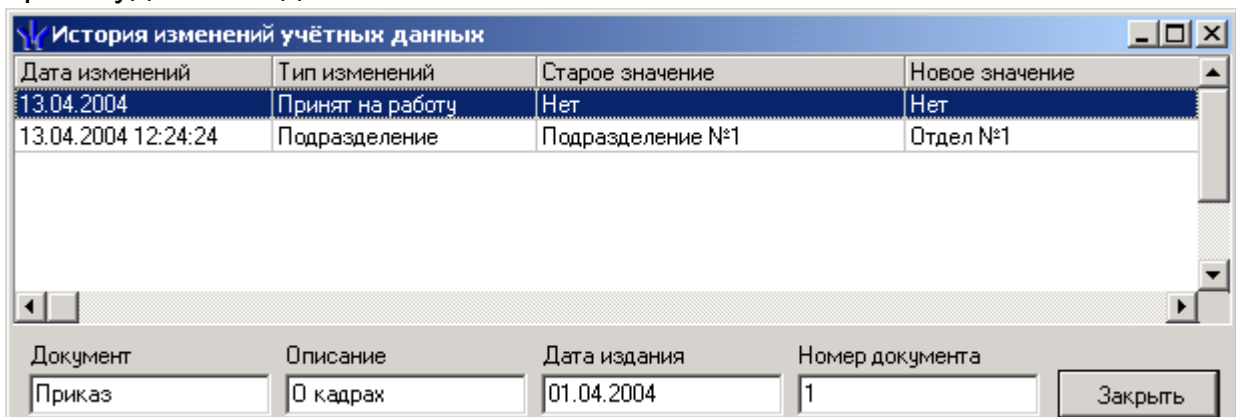 История изменений учётных данных
Дата изменений Тип изменений Старое значение Новое значение
13.04.2004 Принят на работу Нет Нет
13.04.2004 12:24:24 Подразделение Подразделение №1 Отдел №1
Документ Описание Дата издания Номер документа
Приказ О кадрах 01.04.2004 1 Закрыть